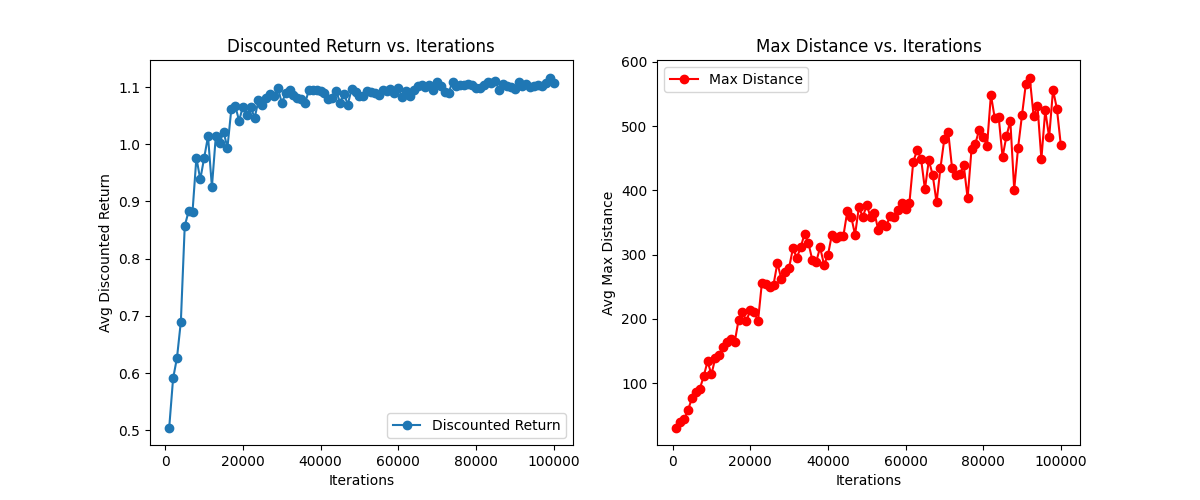 Discounted Return vs. Iterations
Avg Discounted Return
1.1
1.0
0.9
0.8
0.7
0.6
0.5
Discounted Return
0 20000 40000 60000 80000 100000
Iterations
Max Distance vs. Iterations
Avg Max Distance
600
500
400
300
200
100
Max Distance
0 20000 40000 60000 80000 100000
Iterations